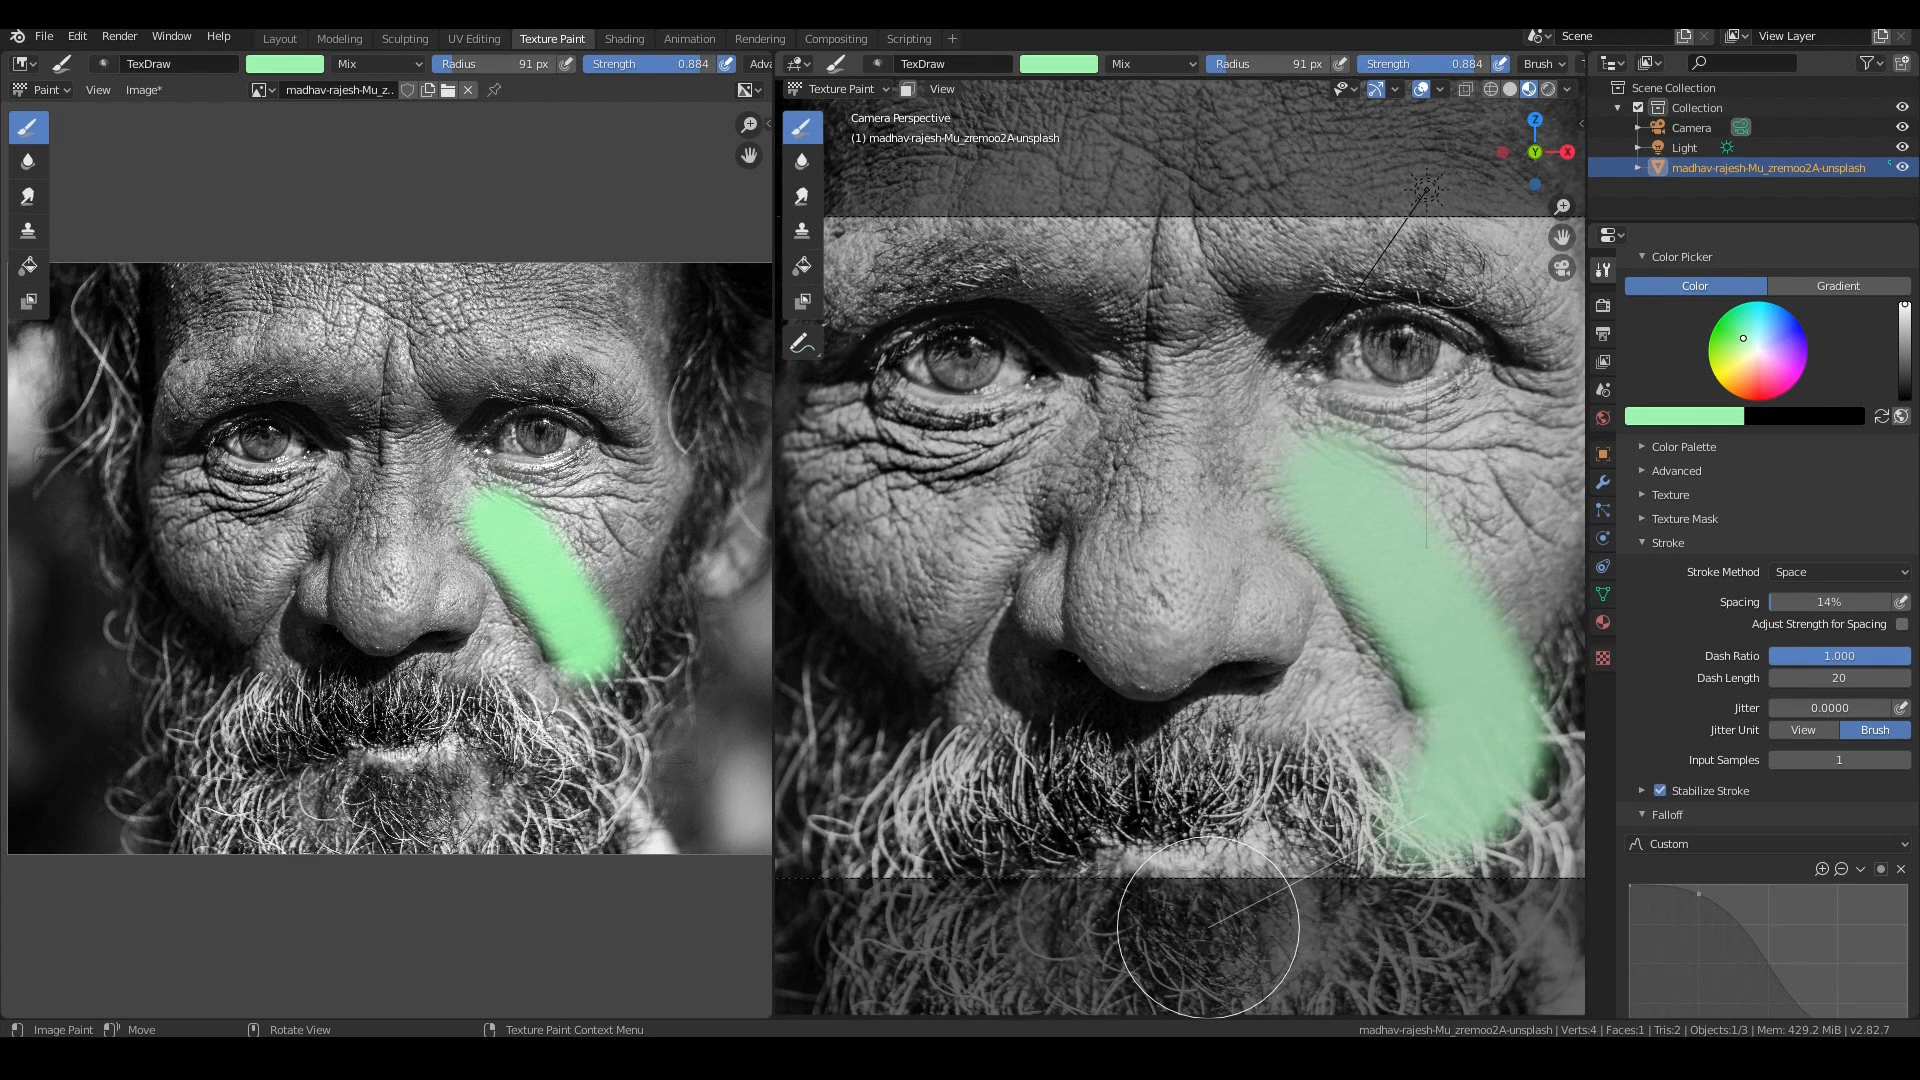 File Edit Render Window Help
Layout Modeling Sculpting UV Editing Texture Paint Shading Animation Rendering Compositing Scripting +
Scene
View Layer
TexDraw Mix Radius 91 px Strength 0.884
TexDraw Mix Radius 91 px Strength 0.884 Brush
Paint View Image* madhav-rajesh-Mu_z..
Texture Paint View
Camera Perspective
(1) madhav-rajesh-Mu_zremoo2A-unsplash
Z
Y
X
Scene Collection
Collection
Camera
Light
madhav-rajesh-Mu_zremoo2A-unsplash
Color Picker
Color Gradient
Color Palette
Advanced
Texture
Texture Mask
Stroke
Stroke Method Space
Spacing 14%
Adjust Strength for Spacing
Dash Ratio 1.000
Dash Length 20
Jitter 0.0000
Jitter Unit View Brush
Input Samples 1
Stabilize Stroke
Falloff
Custom
Image Paint Move Rotate View Texture Paint Context Menu
madhav-rajesh-Mu_zremoo2A-unsplash | Verts:4 | Faces:1 | Tris:2 | Objects:1/3 | Mem: 429.2 MiB | v2.82.7